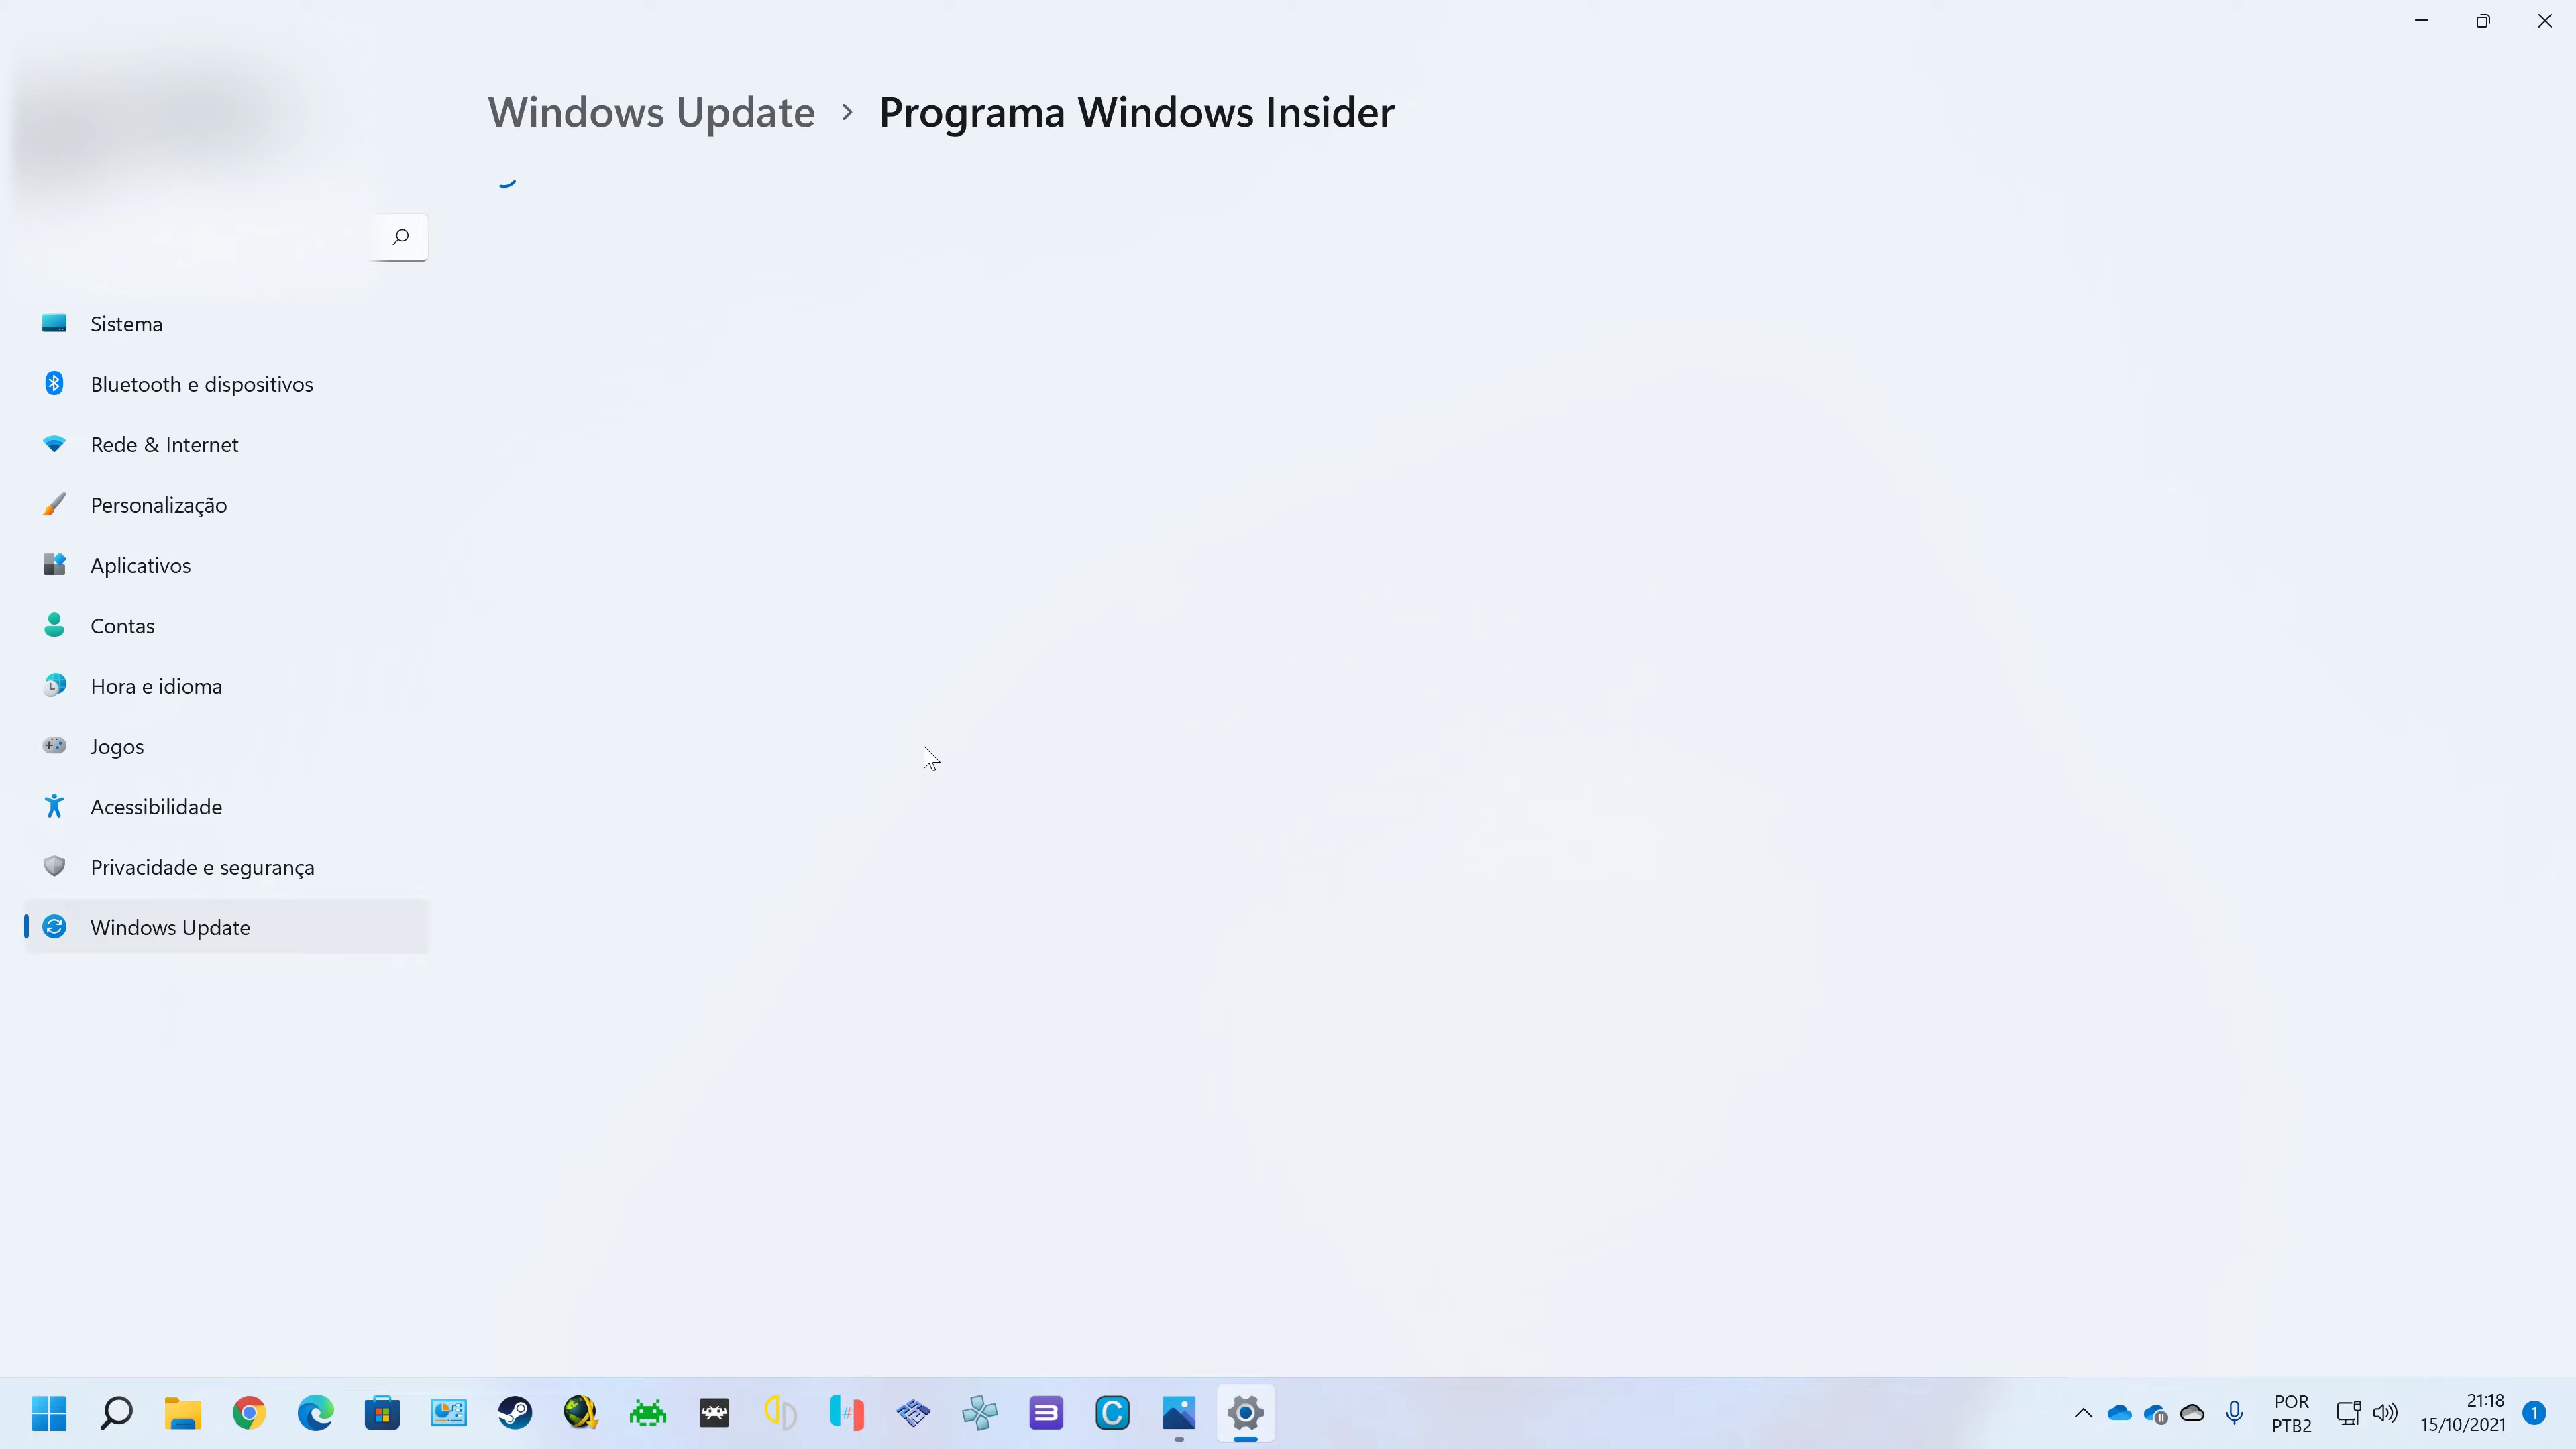 Windows Update > Programa Windows Insider
Sistema
Bluetooth e dispositivos
Rede & Internet
Personalização
Aplicativos
Contas
Hora e idioma
Jogos
Acessibilidade
Privacidade e segurança
Windows Update
POR
PTB2
21:18
15/10/2021
1